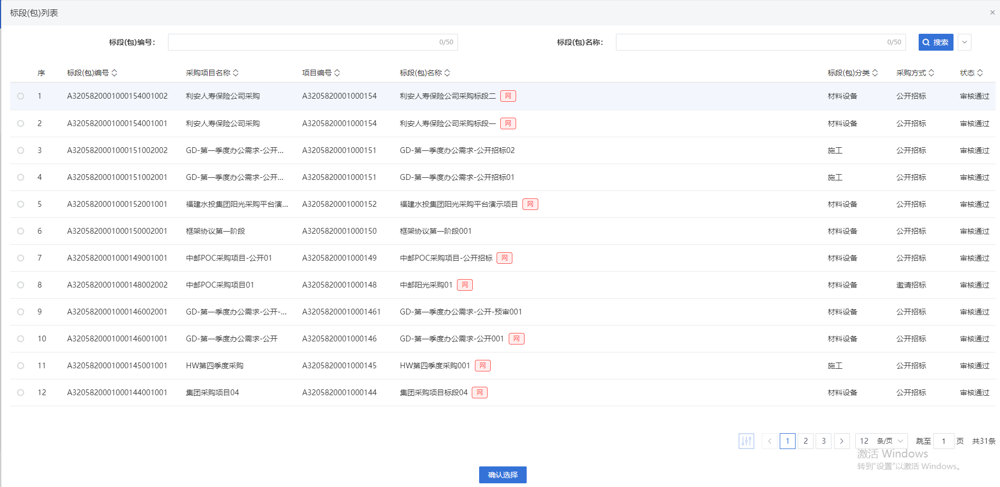 标段(包)列表
标段(包)编号: 0/50 标段(包)名称: 0/50 搜索
序 标段(包)编号 采购项目名称 项目编号 标段(包)名称 标段(包)分类 采购方式 状态
1 A3205820001000154001002 利安人寿保险公司采购 A3205820001000154 利安人寿保险公司采购标段二 网 材料设备 公开招标 审核通过
2 A3205820001000154001001 利安人寿保险公司采购 A3205820001000154 利安人寿保险公司采购标段一 网 材料设备 公开招标 审核通过
3 A3205820001000151002002 GD-第一季度办公需求-公开... A3205820001000151 GD-第一季度办公需求-公开招标02 施工 公开招标 审核通过
4 A3205820001000151002001 GD-第一季度办公需求-公开... A3205820001000151 GD-第一季度办公需求-公开招标01 施工 公开招标 审核通过
5 A3205820001000152001001 福建水投集团阳光采购平台演... A3205820001000152 福建水投集团阳光采购平台演示项目 网 材料设备 公开招标 审核通过
6 A3205820001000150002001 框架协议第一阶段 A3205820001000150 框架协议第一阶段001 材料设备 公开招标 审核通过
7 A3205820001000149001001 中邮POC采购项目-公开01 A3205820001000149 中邮POC采购项目-公开招标 网 材料设备 公开招标 审核通过
8 A3205820001000148002002 中邮POC采购项目01 A3205820001000148 中邮阳光采购01 网 材料设备 邀请招标 审核通过
9 A3205820001000146002001 GD-第一季度办公需求-公开-... A32058200010001461 GD-第一季度办公需求-公开-预审001 材料设备 公开招标 审核通过
10 A3205820001000146001001 GD-第一季度办公需求-公开 A3205820001000146 GD-第一季度办公需求-公开001 网 材料设备 公开招标 审核通过
11 A3205820001000145001001 HW第四季度采购 A3205820001000145 HW第四季度采购001 网 施工 公开招标 审核通过
12 A3205820001000144001001 集团采购项目04 A3205820001000144 集团采购项目标段04 网 材料设备 公开招标 审核通过
1 2 3 12 条/页 跳至 1 页 共31条
激活 Windows
转到"设置"以激活 Windows。
确认选择